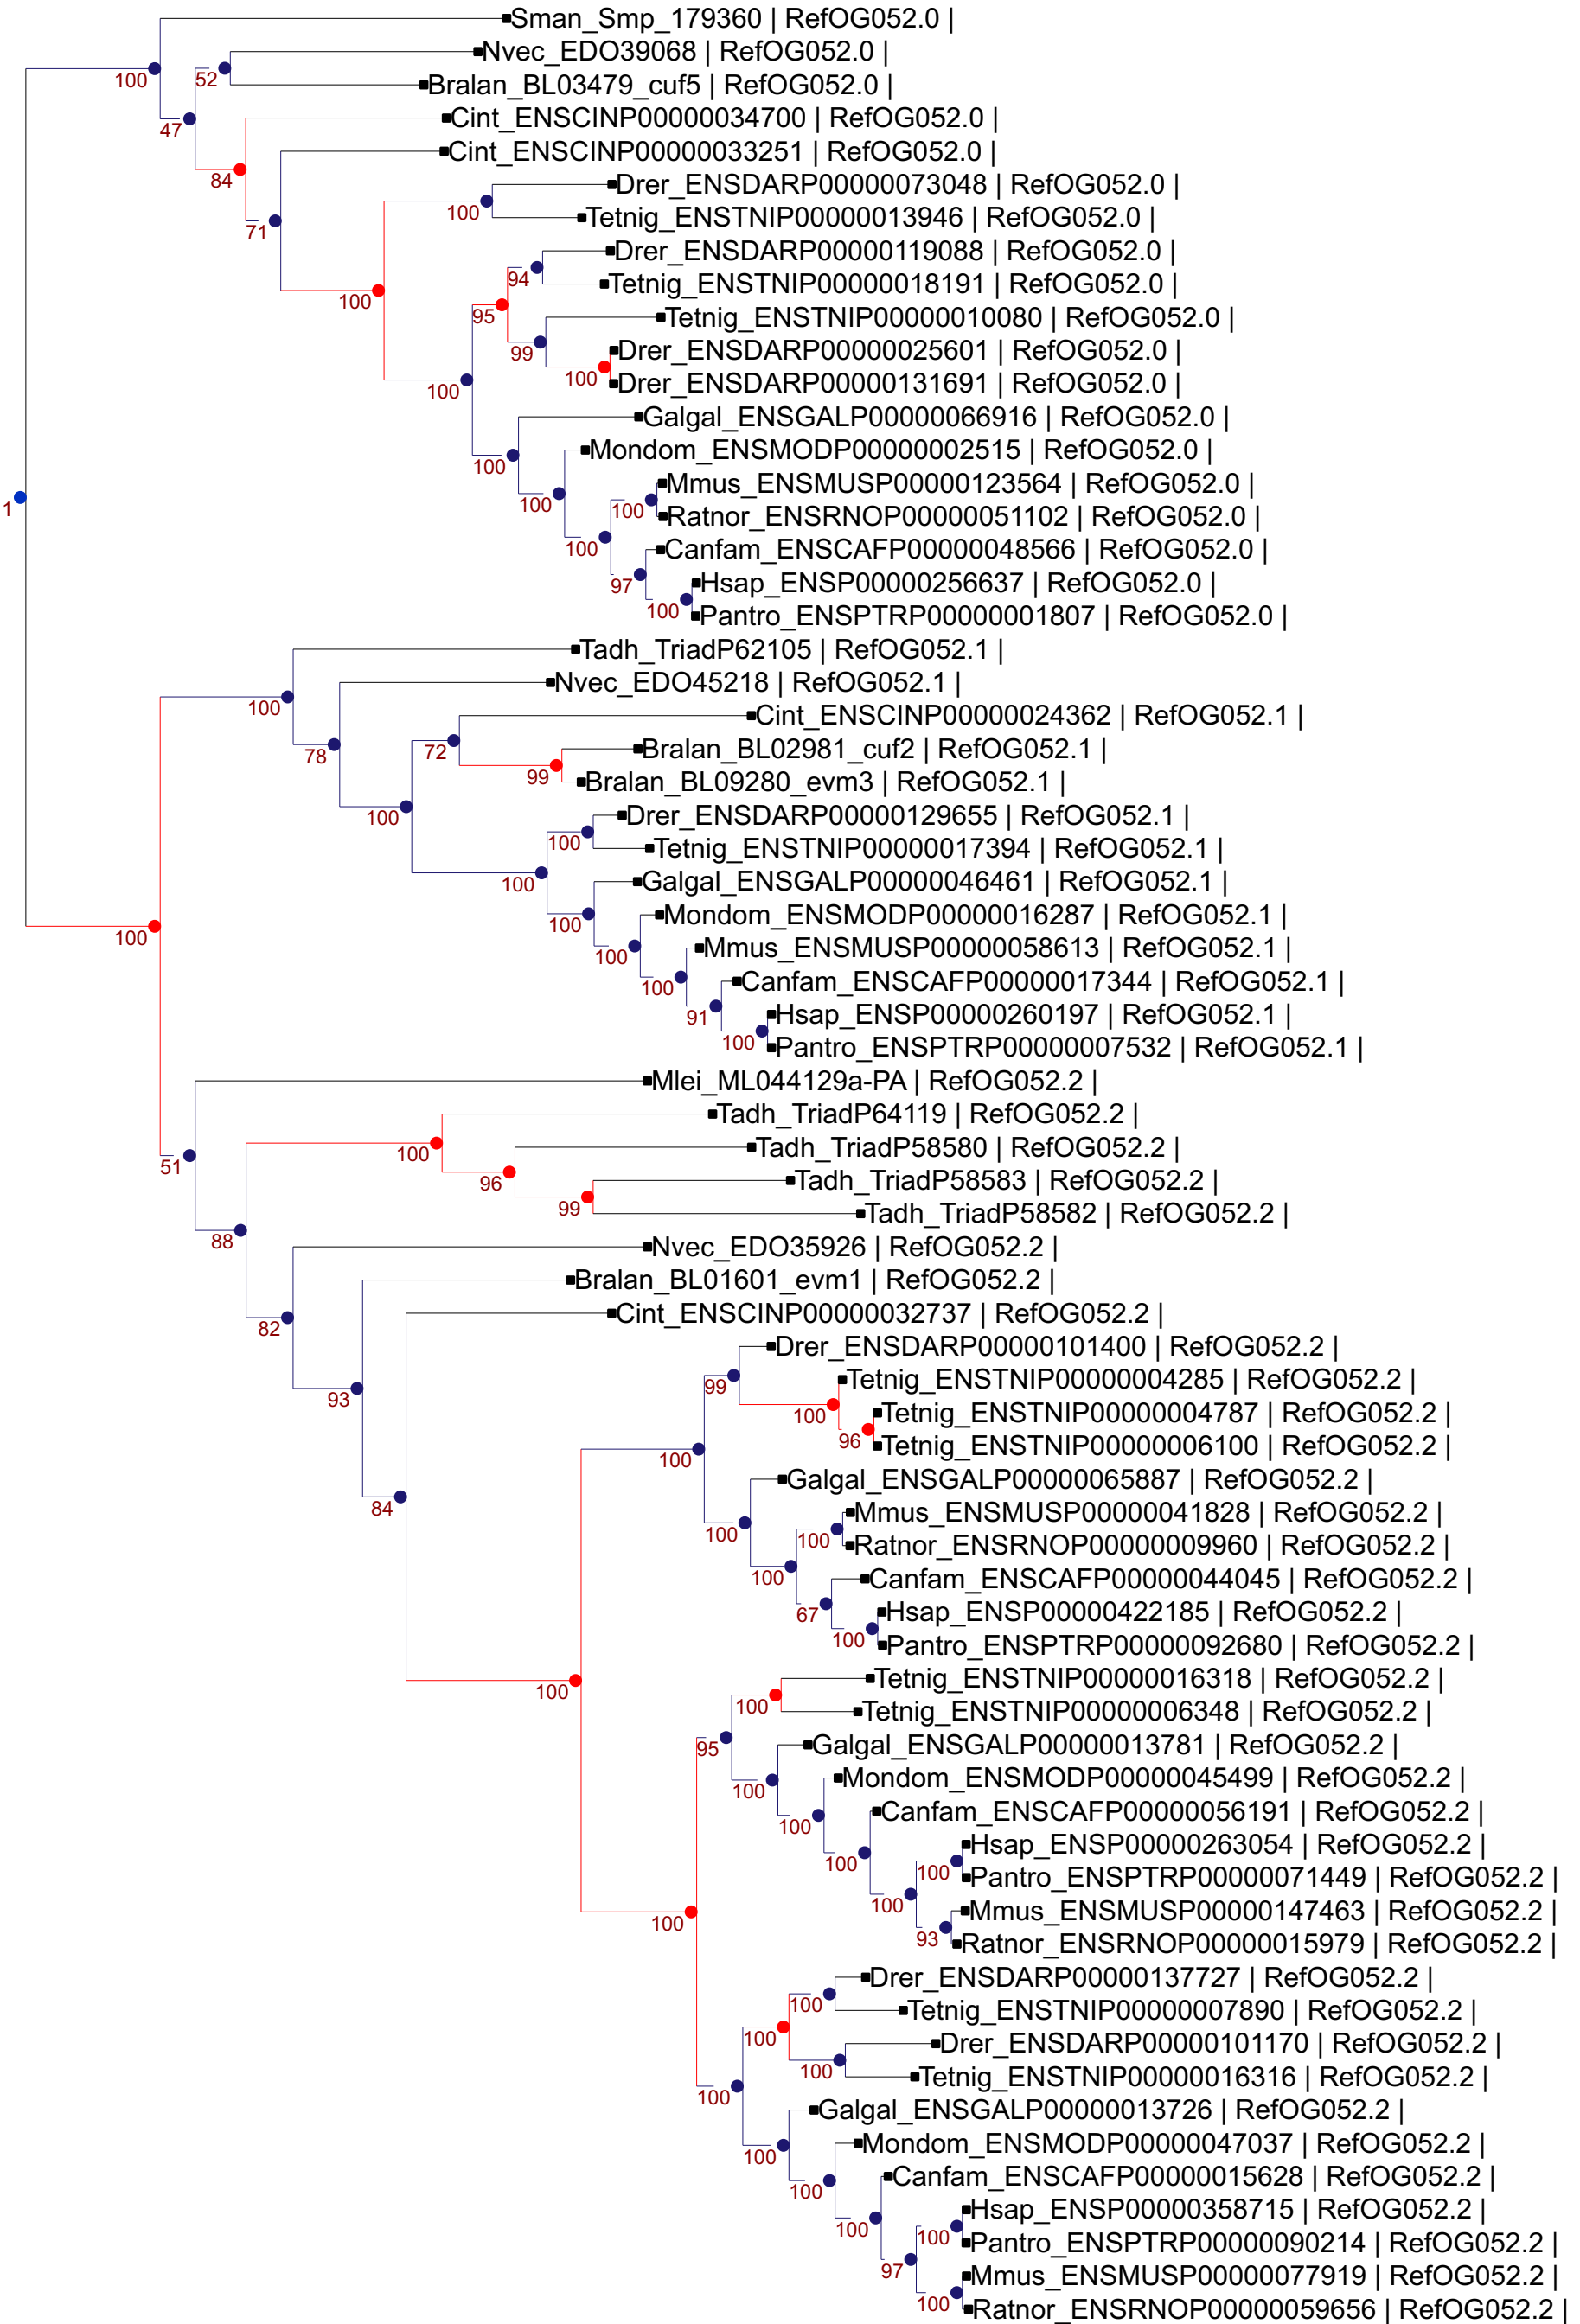 Sman_Smp_179360 | RefOG052.0 |
Nvec_EDO39068 | RefOG052.0 |
100
52
Bralan_BL03479_cuf5 | RefOG052.0 |
Cint_ENSCINP00000034700 | RefOG052.0 |
47
Cint_ENSCINP00000033251 | RefOG052.0 |
84
Drer_ENSDARP00000073048 | RefOG052.0 |
100
Tetnig_ENSTNIP00000013946 | RefOG052.0 |
71
Drer_ENSDARP00000119088 | RefOG052.0 |
94
Tetnig_ENSTNIP00000018191 | RefOG052.0 |
100
95
Tetnig_ENSTNIP00000010080 | RefOG052.0 |
99
Drer_ENSDARP00000025601 | RefOG052.0 |
100
Drer_ENSDARP00000131691 | RefOG052.0 |
100
Galgal_ENSGALP00000066916 | RefOG052.0 |
Mondom_ENSMODP00000002515 | RefOG052.0 |
100
Mmus_ENSMUSP00000123564 | RefOG052.0 |
100
100
1
Ratnor_ENSRNOP00000051102 | RefOG052.0 |
100
Canfam_ENSCAFP00000048566 | RefOG052.0 |
97
Hsap_ENSP00000256637 | RefOG052.0 |
100
Pantro_ENSPTRP00000001807 | RefOG052.0 |
Tadh_TriadP62105 | RefOG052.1 |
Nvec_EDO45218 | RefOG052.1 |
100
Cint_ENSCINP00000024362 | RefOG052.1 |
78
72
Bralan_BL02981_cuf2 | RefOG052.1 |
99
Bralan_BL09280_evm3 | RefOG052.1 |
100
Drer_ENSDARP00000129655 | RefOG052.1 |
100
Tetnig_ENSTNIP00000017394 | RefOG052.1 |
100
Galgal_ENSGALP00000046461 | RefOG052.1 |
100
Mondom_ENSMODP00000016287 | RefOG052.1 |
100
100
Mmus_ENSMUSP00000058613 | RefOG052.1 |
100
Canfam_ENSCAFP00000017344 | RefOG052.1 |
91
Hsap_ENSP00000260197 | RefOG052.1 |
100
Pantro_ENSPTRP00000007532 | RefOG052.1 |
Mlei_ML044129a-PA | RefOG052.2 |
Tadh_TriadP64119 | RefOG052.2 |
100
Tadh_TriadP58580 | RefOG052.2 |
51
96
Tadh_TriadP58583 | RefOG052.2 |
99
Tadh_TriadP58582 | RefOG052.2 |
88
Nvec_EDO35926 | RefOG052.2 |
Bralan_BL01601_evm1 | RefOG052.2 |
Cint_ENSCINP00000032737 | RefOG052.2 |
82
Drer_ENSDARP00000101400 | RefOG052.2 |
99
Tetnig_ENSTNIP00000004285 | RefOG052.2 |
93
100
Tetnig_ENSTNIP00000004787 | RefOG052.2 |
96
Tetnig_ENSTNIP00000006100 | RefOG052.2 |
100
Galgal_ENSGALP00000065887 | RefOG052.2 |
84
Mmus_ENSMUSP00000041828 | RefOG052.2 |
100
100
Ratnor_ENSRNOP00000009960 | RefOG052.2 |
100
Canfam_ENSCAFP00000044045 | RefOG052.2 |
67
Hsap_ENSP00000422185 | RefOG052.2 |
100
Pantro_ENSPTRP00000092680 | RefOG052.2 |
Tetnig_ENSTNIP00000016318 | RefOG052.2 |
100
100
Tetnig_ENSTNIP00000006348 | RefOG052.2 |
95
Galgal_ENSGALP00000013781 | RefOG052.2 |
Mondom_ENSMODP00000045499 | RefOG052.2 |
100
Canfam_ENSCAFP00000056191 | RefOG052.2 |
100
Hsap_ENSP00000263054 | RefOG052.2 |
100
100
Pantro_ENSPTRP00000071449 | RefOG052.2 |
100
Mmus_ENSMUSP00000147463 | RefOG052.2 |
100
93
Ratnor_ENSRNOP00000015979 | RefOG052.2 |
Drer_ENSDARP00000137727 | RefOG052.2 |
100
Tetnig_ENSTNIP00000007890 | RefOG052.2 |
100
Drer_ENSDARP00000101170 | RefOG052.2 |
100
Tetnig_ENSTNIP00000016316 | RefOG052.2 |
100
Galgal_ENSGALP00000013726 | RefOG052.2 |
Mondom_ENSMODP00000047037 | RefOG052.2 |
100
Canfam_ENSCAFP00000015628 | RefOG052.2 |
100
Hsap_ENSP00000358715 | RefOG052.2 |
100
100
Pantro_ENSPTRP00000090214 | RefOG052.2 |
97
Mmus_ENSMUSP00000077919 | RefOG052.2 |
100
Ratnor_ENSRNOP00000059656 | RefOG052.2 |